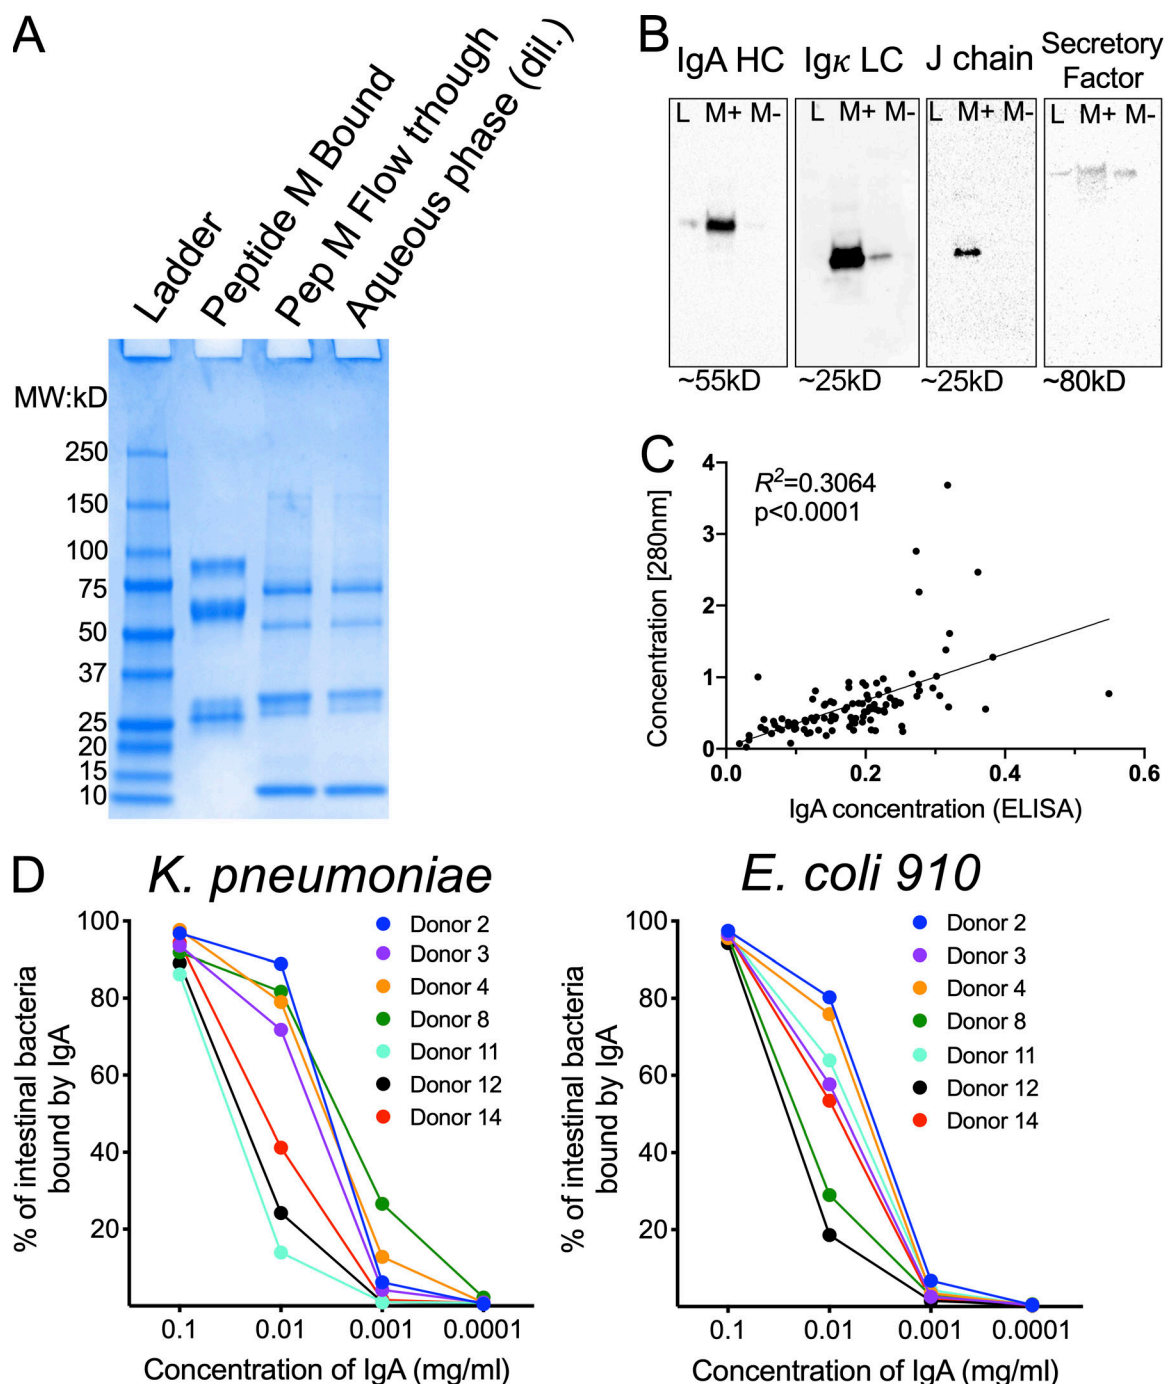 A
Ladder
Peptide M Bound
Pep M Flow trhough
Aqueous phase (dil.)
MW:kD
250
150
100
75
50
37
25
20
15
10
B
IgA HC
Igκ LC
J chain
Secretory
Factor
L M+ M-
L M+ M-
L M+ M-
L M+ M-
~55kD
~25kD
~25kD
~80kD
C
R²=0.3064
p<0.0001
Concentration [280nm]
4
3
2
1
0
0.0 0.2 0.4 0.6
IgA concentration (ELISA)
D
K. pneumoniae
% of intestinal bacteria
bound by IgA
100
80
60
40
20
Donor 2
Donor 3
Donor 4
Donor 8
Donor 11
Donor 12
Donor 14
0.1 0.01 0.001 0.0001
Concentration of IgA (mg/ml)
E. coli 910
% of intestinal bacteria
bound by IgA
100
80
60
40
20
Donor 2
Donor 3
Donor 4
Donor 8
Donor 11
Donor 12
Donor 14
0.1 0.01 0.001 0.0001
Concentration of IgA (mg/ml)